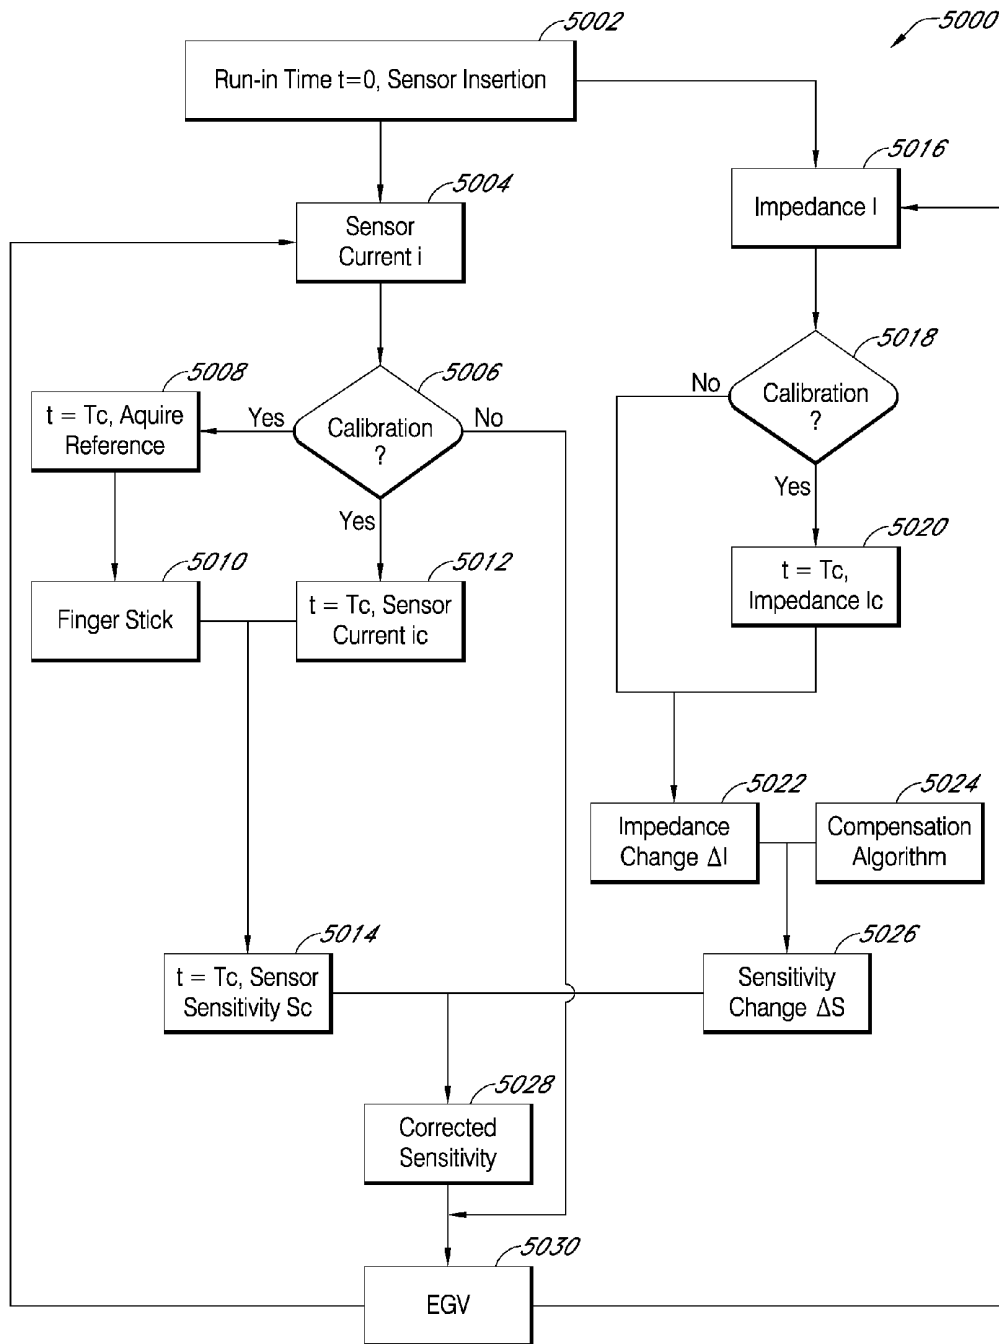 5000
5002
Run-in Time t=0, Sensor Insertion
5004
Sensor
Current i
5016
Impedance I
5006
Calibration
?
Yes
No
Yes
5008
t = Tc, Aquire
Reference
5018
Calibration
?
No
Yes
5010
Finger Stick
5012
t = Tc, Sensor
Current ic
5020
t = Tc,
Impedance Ic
5022
Impedance
Change ΔI
5024
Compensation
Algorithm
5014
t = Tc, Sensor
Sensitivity Sc
5026
Sensitivity
Change ΔS
5028
Corrected
Sensitivity
5030
EGV